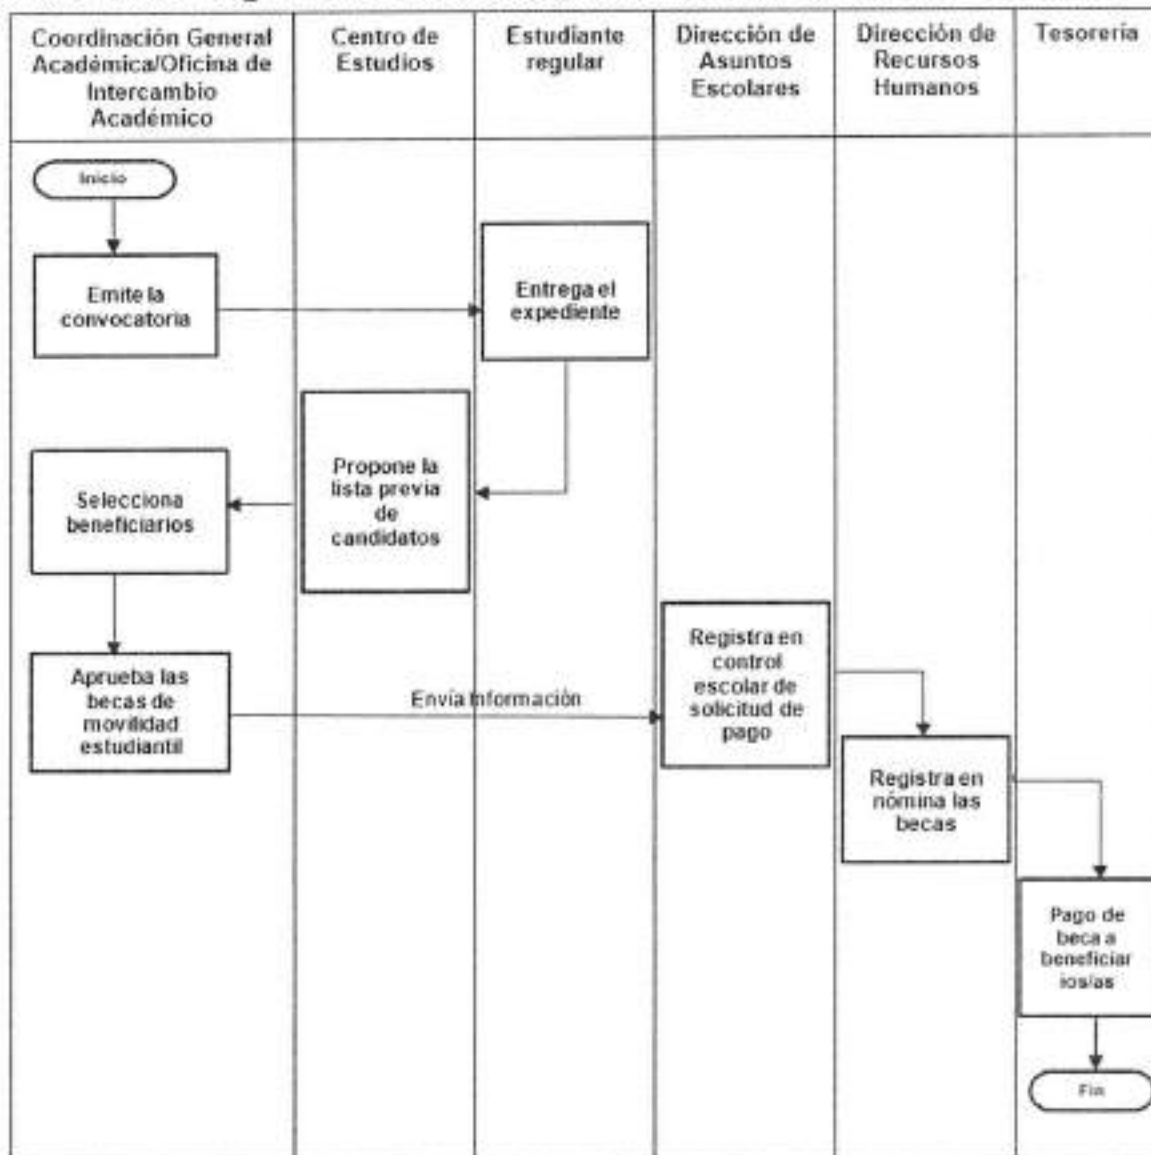 Coordinación General
Académica/Oficina de
Intercambio
Académico
Centro de
Estudios
Estudiante
regular
Dirección de
Asuntos
Escolares
Dirección de
Recursos
Humanos
Tesorería
Inicio
Emite la
convocatoria
Entrega el
expediente
Propone la
lista previa
de
candidatos
Selecciona
beneficiarios
Aprueba las
becas de
movilidad
estudiantil
Envía Información
Registra en
control
escolar de
solicitud de
pago
Registra en
nómina las
becas
Pago de
beca a
beneficiar
ios/as
Fin